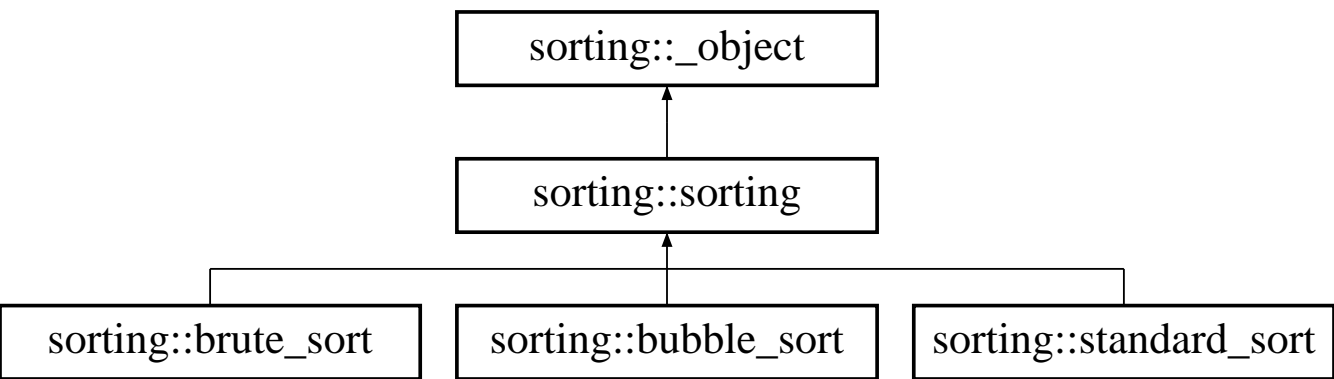 sorting::_object
sorting::sorting
sorting::brute_sort
sorting::bubble_sort
sorting::standard_sort